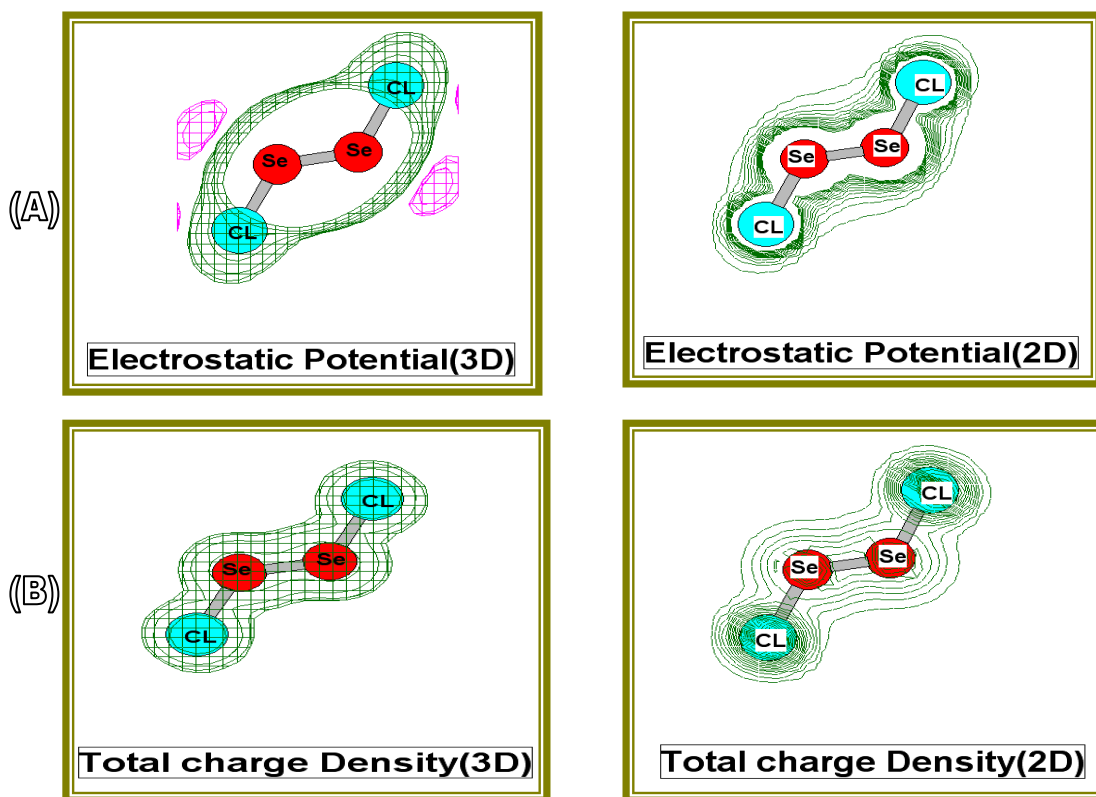 (A)
CL
Se
Se
CL
Electrostatic Potential(3D)
CL
Se
Se
CL
Electrostatic Potential(2D)
(B)
CL
Se
Se
CL
Total charge Density(3D)
CL
Se
Se
CL
Total charge Density(2D)